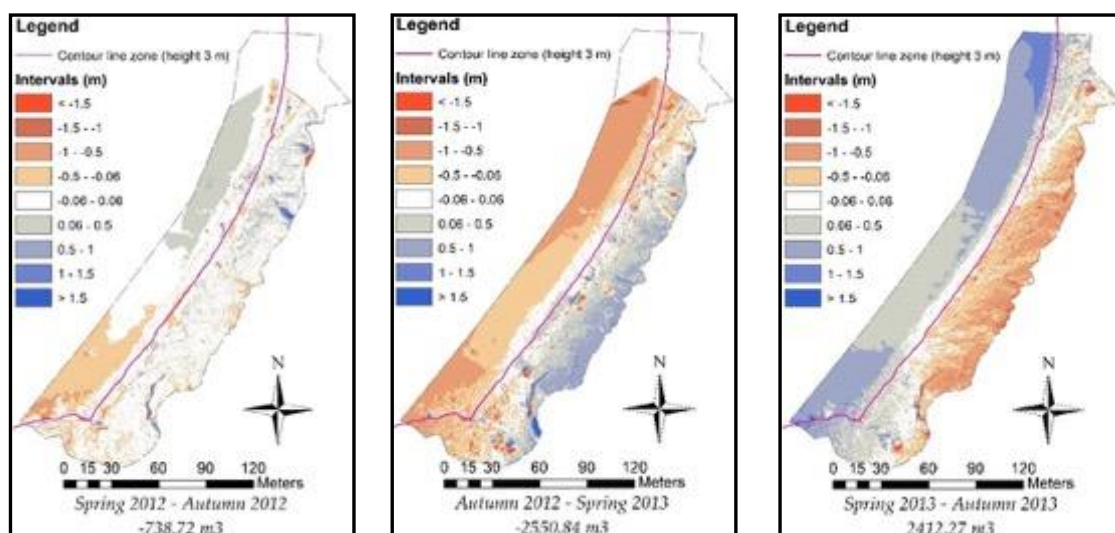 Legend
Contour line zone (height 3 m)
Intervals (m)
< -1.5
-1.5 - -1
-1 - -0.5
-0.5 - -0.06
-0.06 - 0.06
0.06 - 0.5
0.5 - 1
1 - 1.5
> 1.5
N
0 15 30 60 90 120
Meters
Spring 2012 - Autumn 2012
-738.72 m3
Legend
Contour line zone (height 3 m)
Intervals (m)
< -1.5
-1.5 - -1
-1 - -0.5
-0.5 - -0.06
-0.06 - 0.06
0.06 - 0.5
0.5 - 1
1 - 1.5
> 1.5
N
0 15 30 60 90 120
Meters
Autumn 2012 - Spring 2013
-2550.84 m3
Legend
Contour line zone (height 3 m)
Intervals (m)
< -1.5
-1.5 - -1
-1 - -0.5
-0.5 - -0.06
-0.06 - 0.06
0.06 - 0.5
0.5 - 1
1 - 1.5
> 1.5
N
0 15 30 60 90 120
Meters
Spring 2013 - Autumn 2013
2412.27 m3